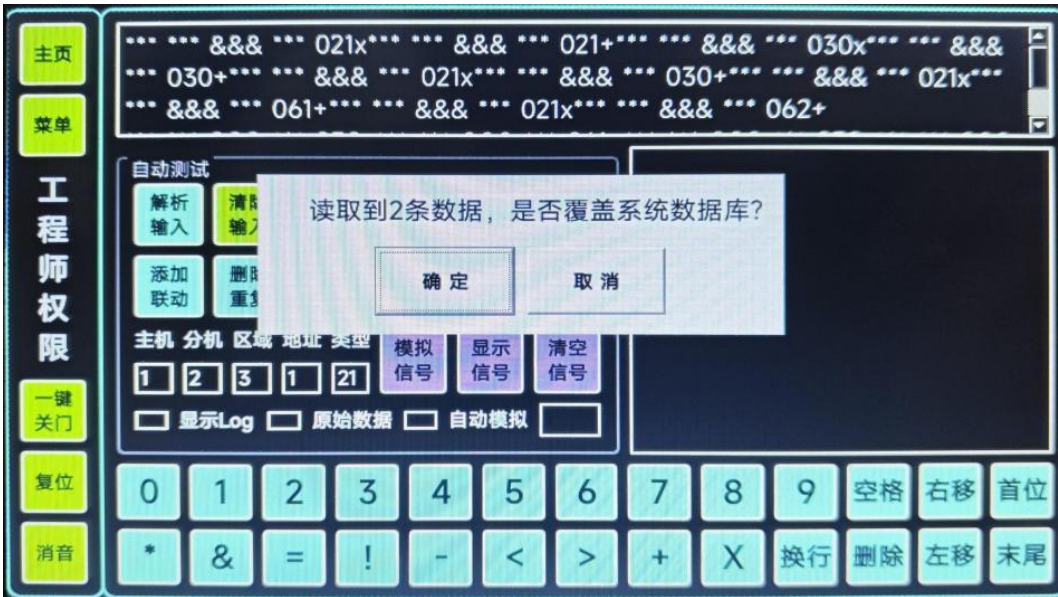 主页
菜单
工程师权限
一键
关门
复位
消音
*** *** &&& *** 021x*** *** &&& *** 021+*** *** &&& *** 030x*** *** &&&
*** 030+*** *** &&& *** 021x*** *** &&& *** 030+*** *** &&& *** 021x***
*** &&& *** 061+*** *** &&& *** 021x*** *** &&& *** 062+
自动测试
解析
输入
清
输入
添加
联动
删
重
读取到2条数据，是否覆盖系统数据库？
确定
取消
主机 分机 区域 地址 类型
1 2 3 1 21
模拟
信号
显示
信号
清空
信号
显示Log 原始数据 自动模拟
0 1 2 3 4 5 6 7 8 9 空格 右移 首位
* & = ! - < > + X 换行 删除 左移 末尾